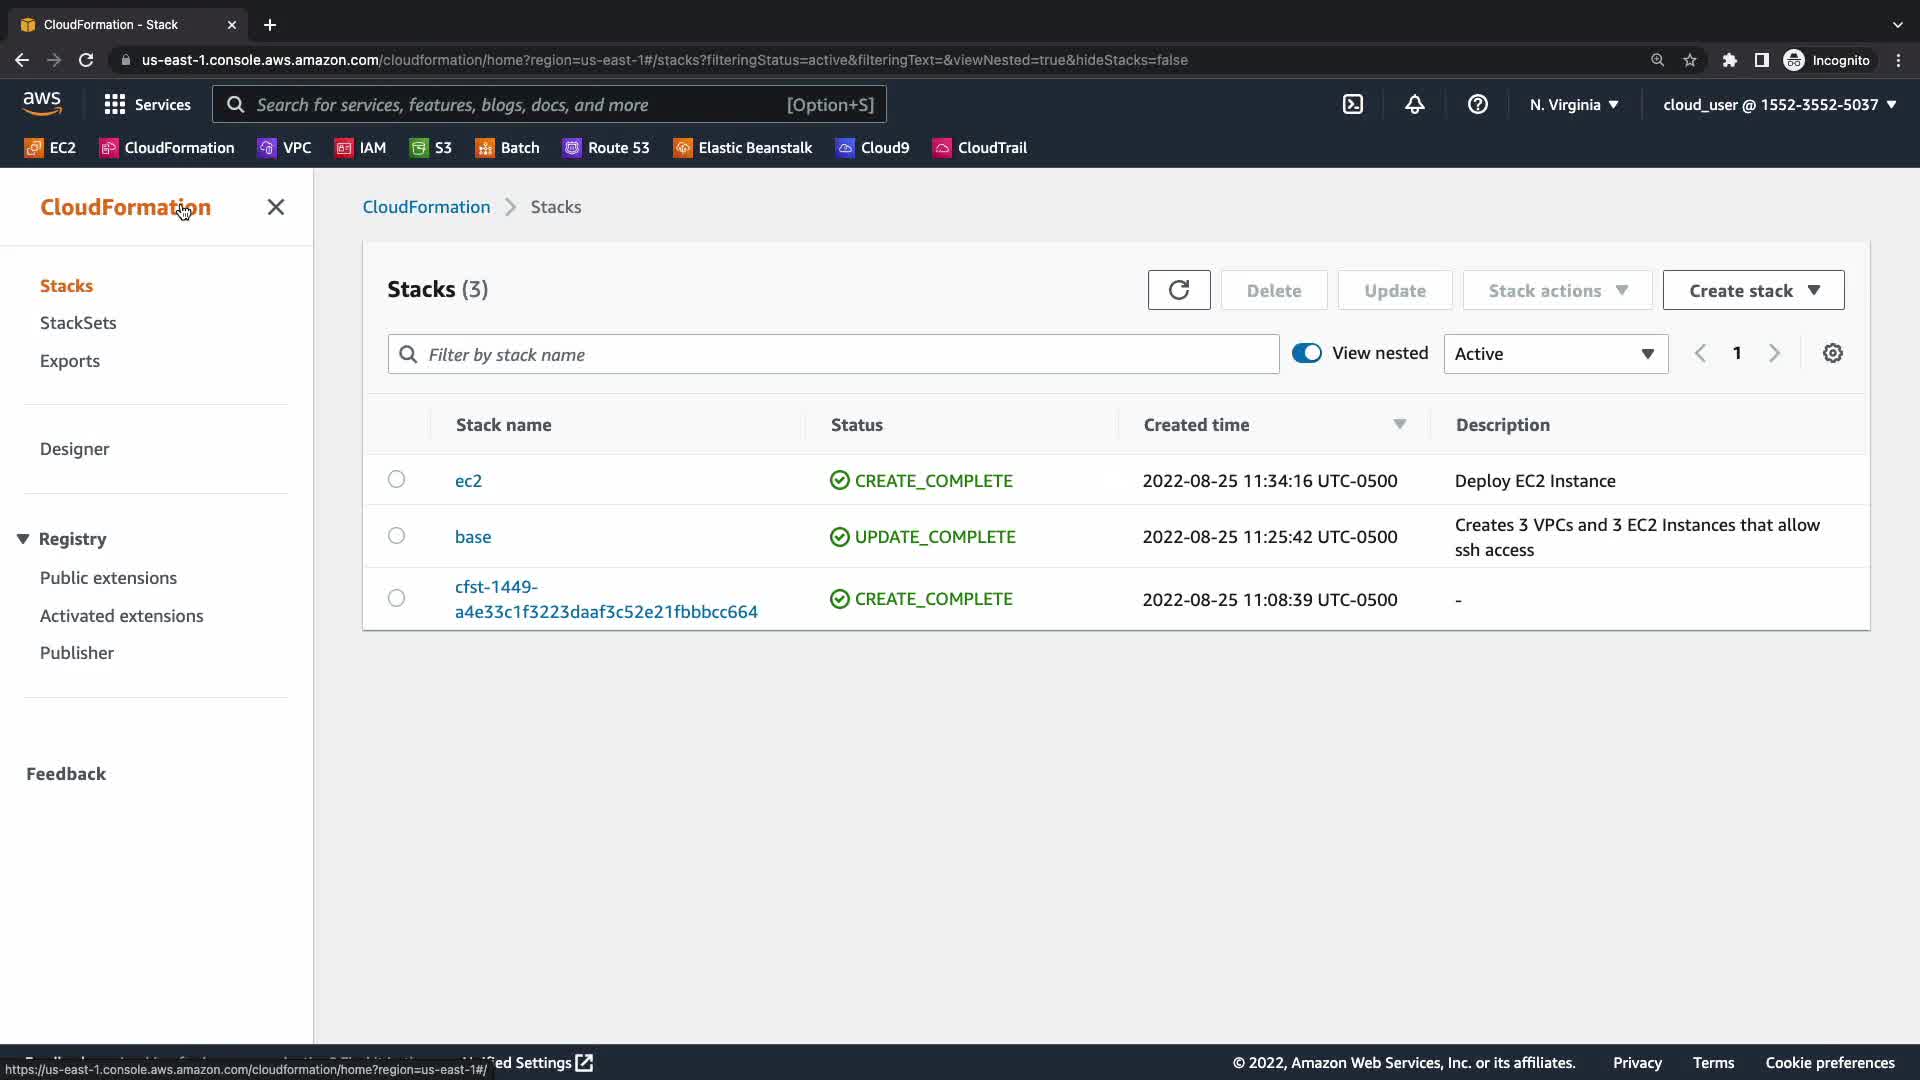 CloudFormation - Stack
us-east-1.console.aws.amazon.com/cloudformation/home?region=us-east-1#/stacks?filteringStatus=active&filteringText=&viewNested=true&hideStacks=false
Incognito
aws
Services
Search for services, features, blogs, docs, and more [Option+S]
N. Virginia
cloud_user @ 1552-3552-5037
EC2 CloudFormation VPC IAM S3 Batch Route 53 Elastic Beanstalk Cloud9 CloudTrail
CloudFormation
Stacks
StackSets
Exports
Designer
Registry
Public extensions
Activated extensions
Publisher
Feedback
CloudFormation > Stacks
Stacks (3)
Delete Update Stack actions Create stack
Filter by stack name
View nested Active 1
Stack name Status Created time Description
ec2 CREATE_COMPLETE 2022-08-25 11:34:16 UTC-0500 Deploy EC2 Instance
base UPDATE_COMPLETE 2022-08-25 11:25:42 UTC-0500 Creates 3 VPCs and 3 EC2 Instances that allow
ssh access
cfst-1449-
a4e33c1f3223daaf3c52e21fbbbcc664 CREATE_COMPLETE 2022-08-25 11:08:39 UTC-0500 -
Settings
© 2022, Amazon Web Services, Inc. or its affiliates. Privacy Terms Cookie preferences
https://us-east-1.console.aws.amazon.com/cloudformation/home?region=us-east-1#/